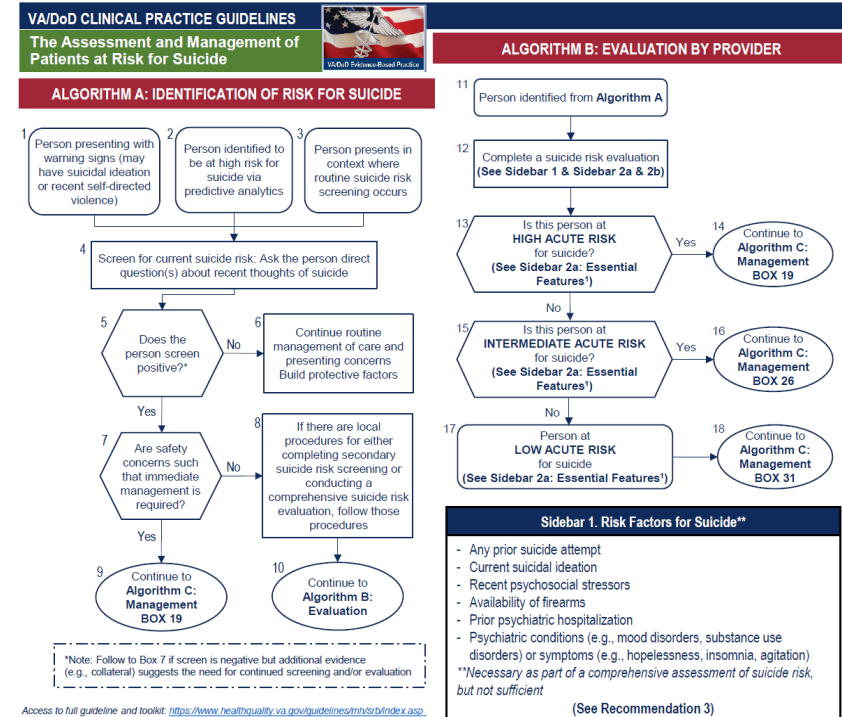 VA/DoD CLINICAL PRACTICE GUIDELINES
The Assessment and Management of
Patients at Risk for Suicide
VA/DoD Evidence-Based Practice
ALGORITHM A: IDENTIFICATION OF RISK FOR SUICIDE
1
Person presenting with
warning signs (may
have suicidal ideation
or recent self-directed
violence)
2
Person identified to
be at high risk for
suicide via
predictive analytics
3
Person presents in
context where
routine suicide risk
screening occurs
4
Screen for current suicide risk: Ask the person direct
question(s) about recent thoughts of suicide
5
Does the
person screen
positive?*
No
6
Continue routine
management of care and
presenting concerns
Build protective factors
Yes
7
Are safety
concerns such
that immediate
management is
required?
No
8
If there are local
procedures for either
completing secondary
suicide risk screening or
conducting a
comprehensive suicide risk
evaluation, follow those
procedures
Yes
9
Continue to
Algorithm C:
Management
BOX 19
10
Continue to
Algorithm B:
Evaluation
*Note: Follow to Box 7 if screen is negative but additional evidence
(e.g., collateral) suggests the need for continued screening and/or evaluation
Access to full guideline and toolkit: https://www.healthquality.va.gov/guidelines/mh/srb/index.asp
ALGORITHM B: EVALUATION BY PROVIDER
11
Person identified from Algorithm A
12
Complete a suicide risk evaluation
(See Sidebar 1 & Sidebar 2a & 2b)
13
Is this person at
HIGH ACUTE RISK
for suicide?
(See Sidebar 2a: Essential
Features¹)
Yes
14
Continue to
Algorithm C:
Management
BOX 19
No
15
Is this person at
INTERMEDIATE ACUTE RISK
for suicide?
(See Sidebar 2a: Essential
Features¹)
Yes
16
Continue to
Algorithm C:
Management
BOX 26
No
17
Person at
LOW ACUTE RISK
for suicide
(See Sidebar 2a: Essential Features¹)
18
Continue to
Algorithm C:
Management
BOX 31
Sidebar 1. Risk Factors for Suicide**
- Any prior suicide attempt
- Current suicidal ideation
- Recent psychosocial stressors
- Availability of firearms
- Prior psychiatric hospitalization
- Psychiatric conditions (e.g., mood disorders, substance use
disorders) or symptoms (e.g., hopelessness, insomnia, agitation)
**Necessary as part of a comprehensive assessment of suicide risk,
but not sufficient
(See Recommendation 3)